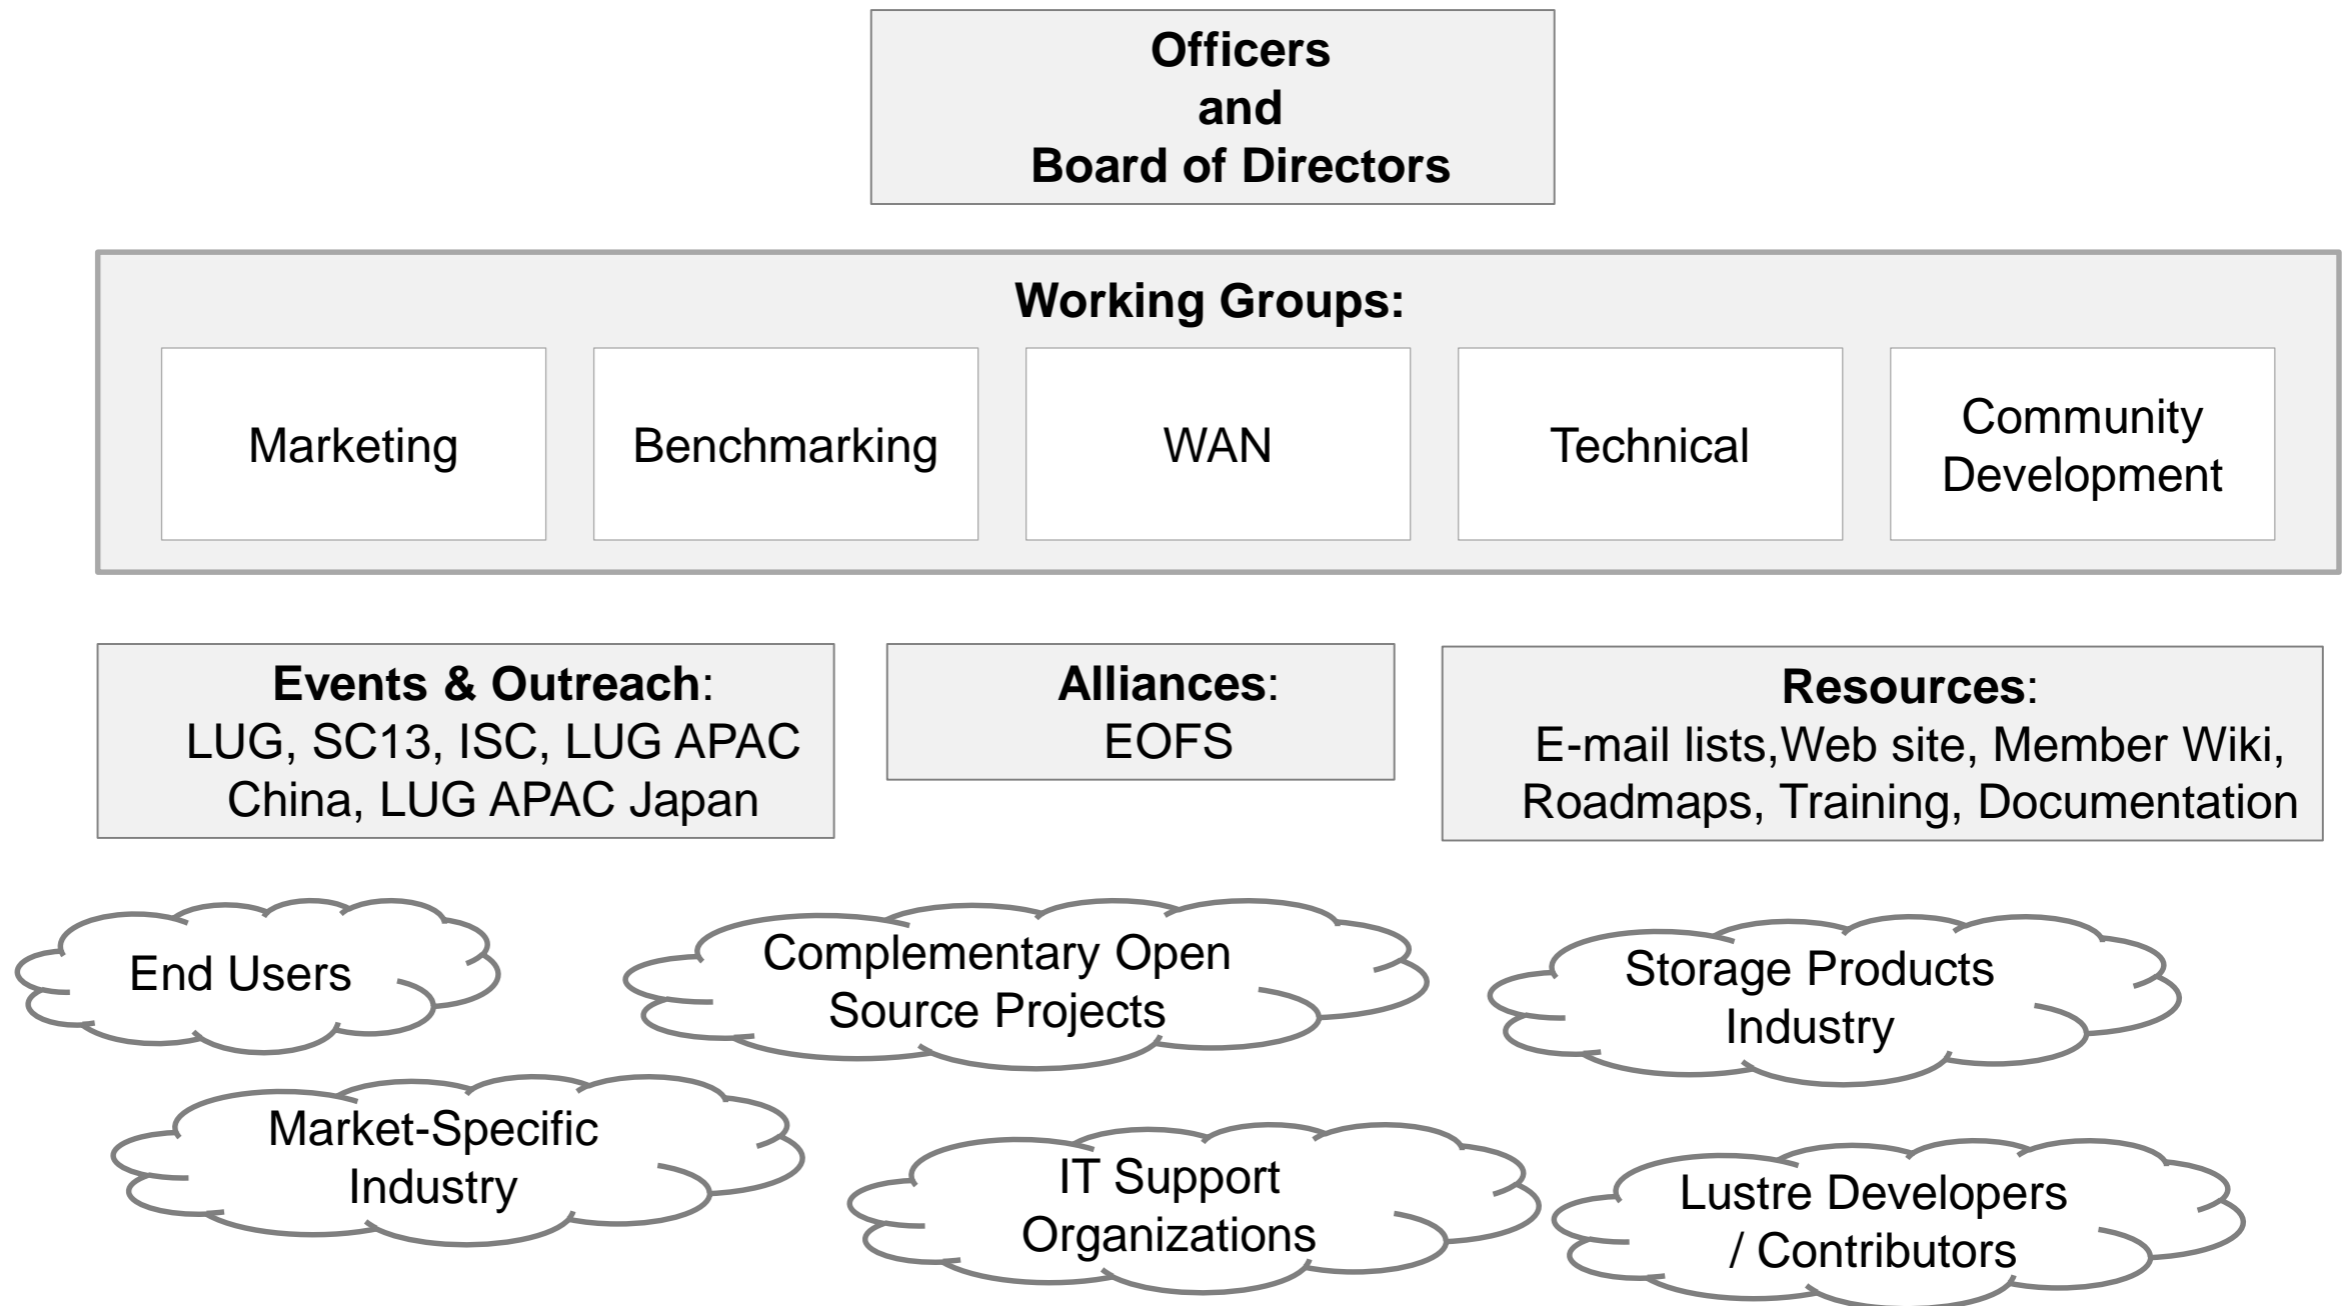 Officers
and
Board of Directors
Working Groups:
Marketing
Benchmarking
WAN
Technical
Community
Development
Events & Outreach:
LUG, SC13, ISC, LUG APAC
China, LUG APAC Japan
Alliances:
EOFS
Resources:
E-mail lists,Web site, Member Wiki,
Roadmaps, Training, Documentation
End Users
Complementary Open
Source Projects
Storage Products
Industry
Market-Specific
Industry
IT Support
Organizations
Lustre Developers
/ Contributors